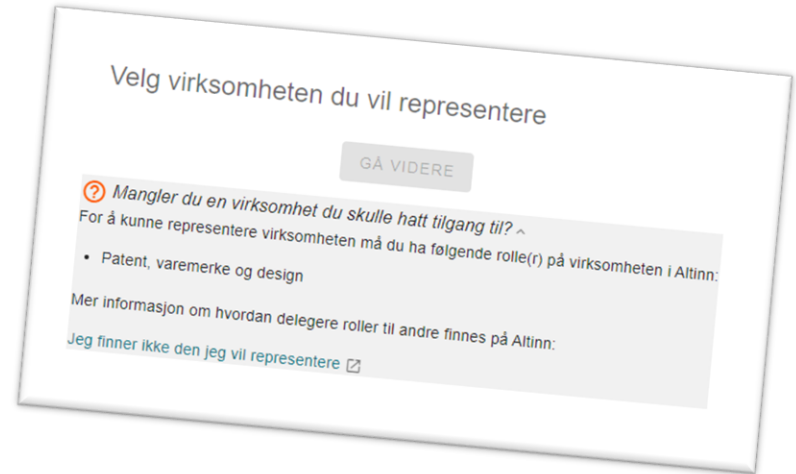 Velg virksomheten du vil representere
GÅ VIDERE
Mangler du en virksomhet du skulle hatt tilgang til?
For å kunne representere virksomheten må du ha følgende rolle(r) på virksomheten i Altinn:
• Patent, varemerke og design
Mer informasjon om hvordan delegere roller til andre finnes på Altinn:
Jeg finner ikke den jeg vil representere